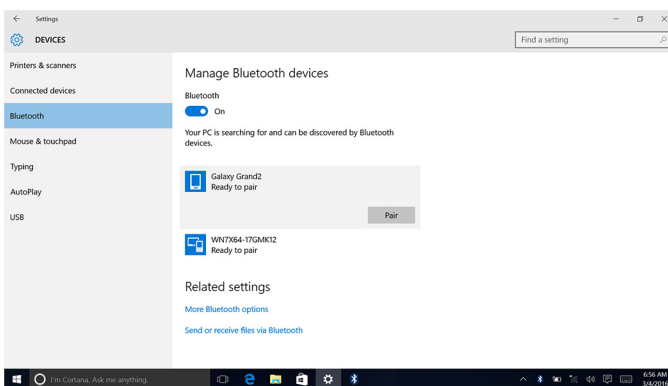 Settings
DEVICES
Find a setting
Printers & scanners
Connected devices
Bluetooth
Mouse & touchpad
Typing
AutoPlay
USB
Manage Bluetooth devices
Bluetooth
On
Your PC is searching for and can be discovered by Bluetooth
devices.
Galaxy Grand2
Ready to pair
Pair
WN7X64-17GMK12
Ready to pair
Related settings
More Bluetooth options
Send or receive files via Bluetooth
I'm Cortana. Ask me anything.
6:56 AM
3/4/2016